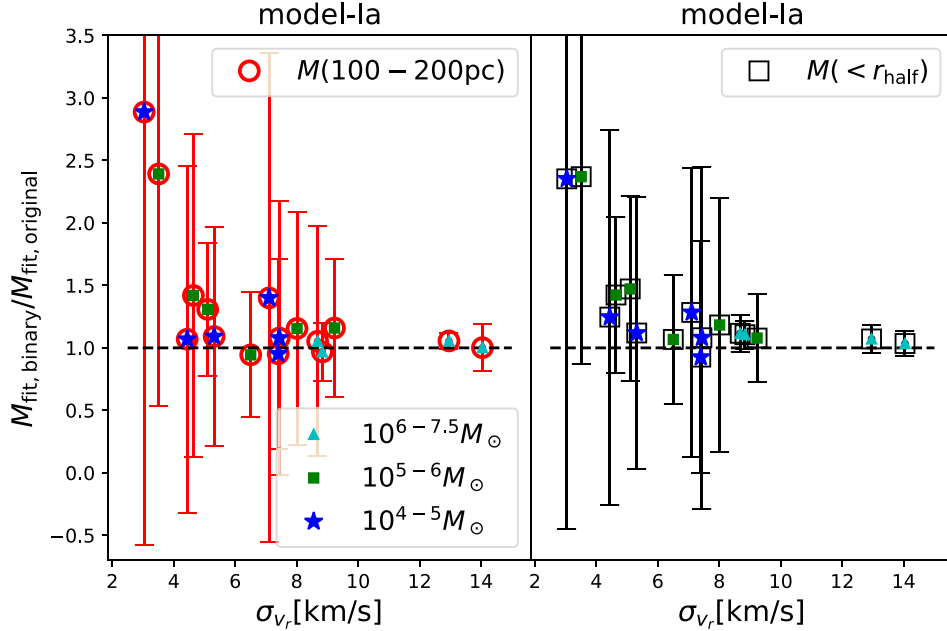 model-Ia
model-Ia
M(100 − 200pc)
M(< r_half)
3.5
3.0
2.5
2.0
1.5
1.0
0.5
0.0
−0.5
M_fit, binary/M_fit, original
10^{6−7.5}M_⊙
10^{5−6}M_⊙
10^{4−5}M_⊙
2 4 6 8 10 12 14
2 4 6 8 10 12 14
σ_{v_r}[km/s]
σ_{v_r}[km/s]